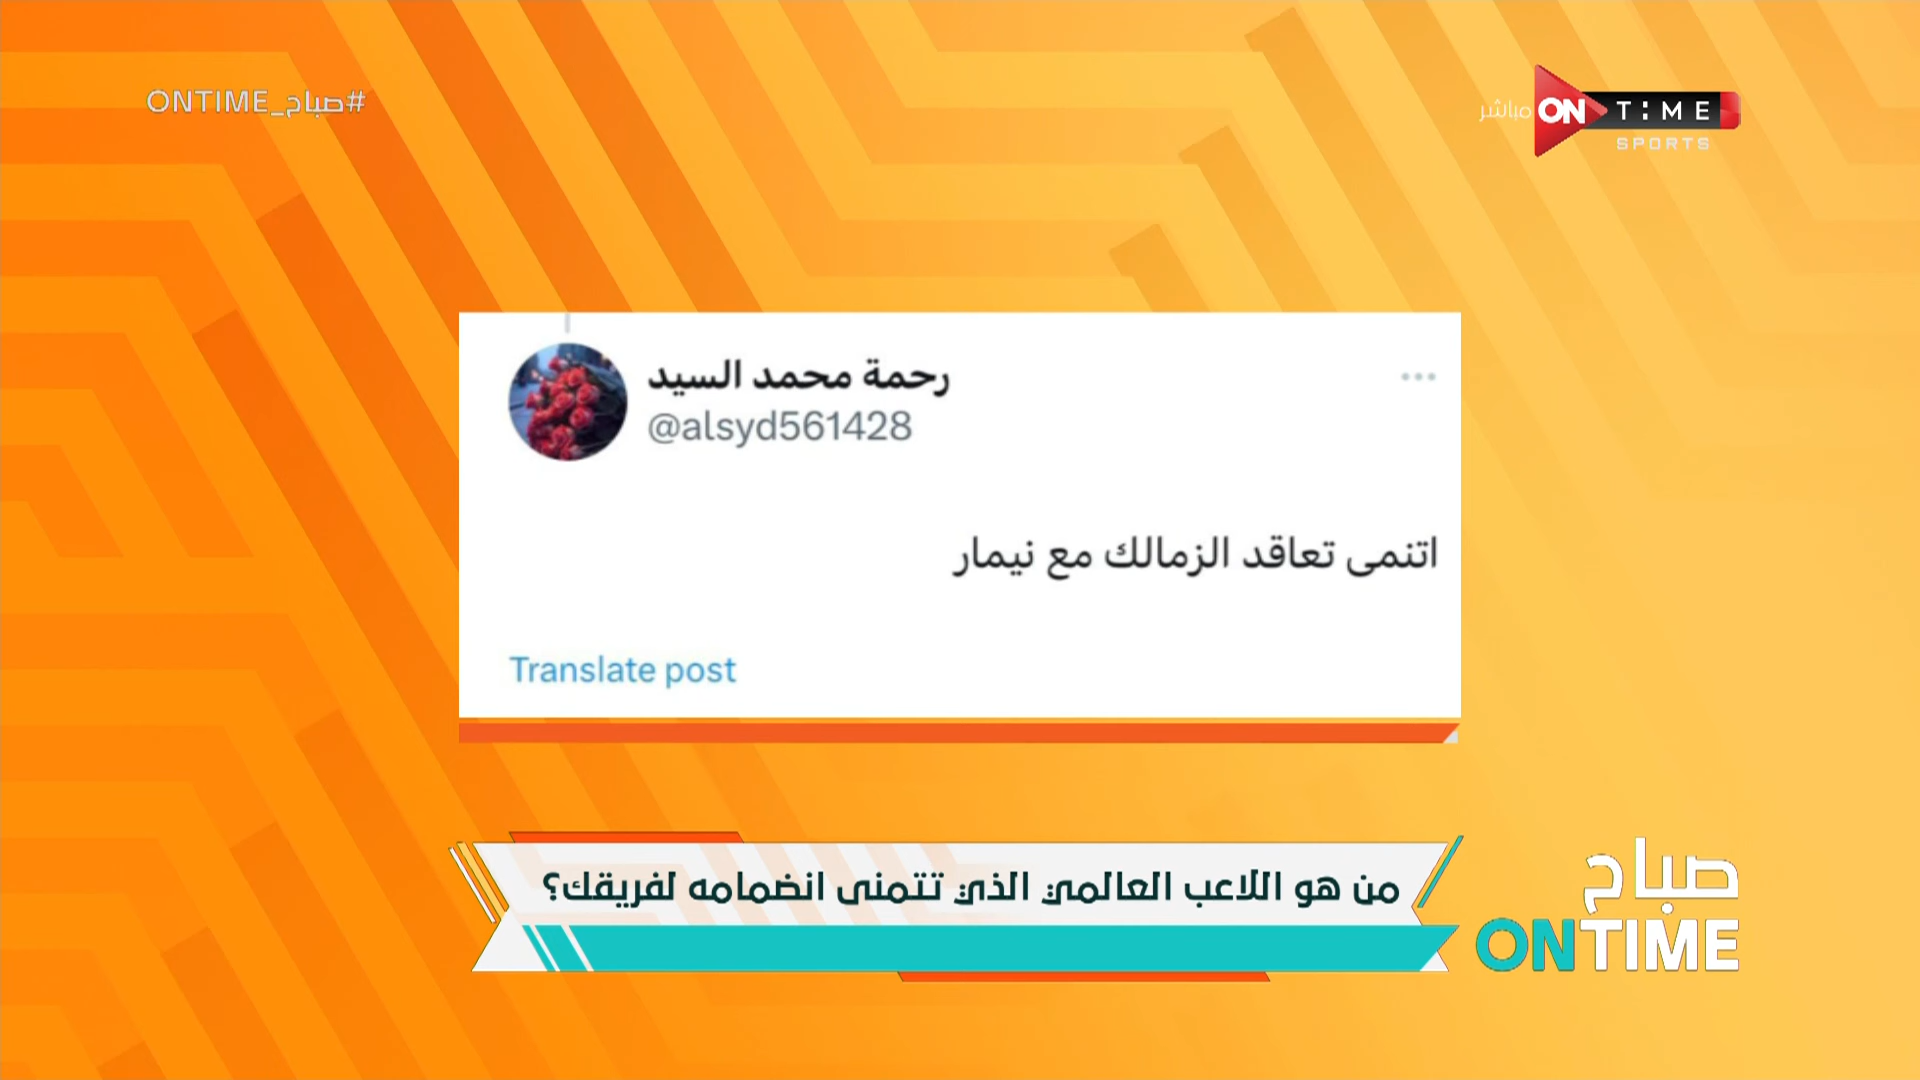 #صباح_ONTIME
مباشر ON TIME
SPORTS
رحمة محمد السيد
@alsyd561428
اتنمى تعاقد الزمالك مع نيمار
Translate post
من هو اللاعب العالمي الذي تتمنى انضمامه لفريقك؟
صباح
ONTIME